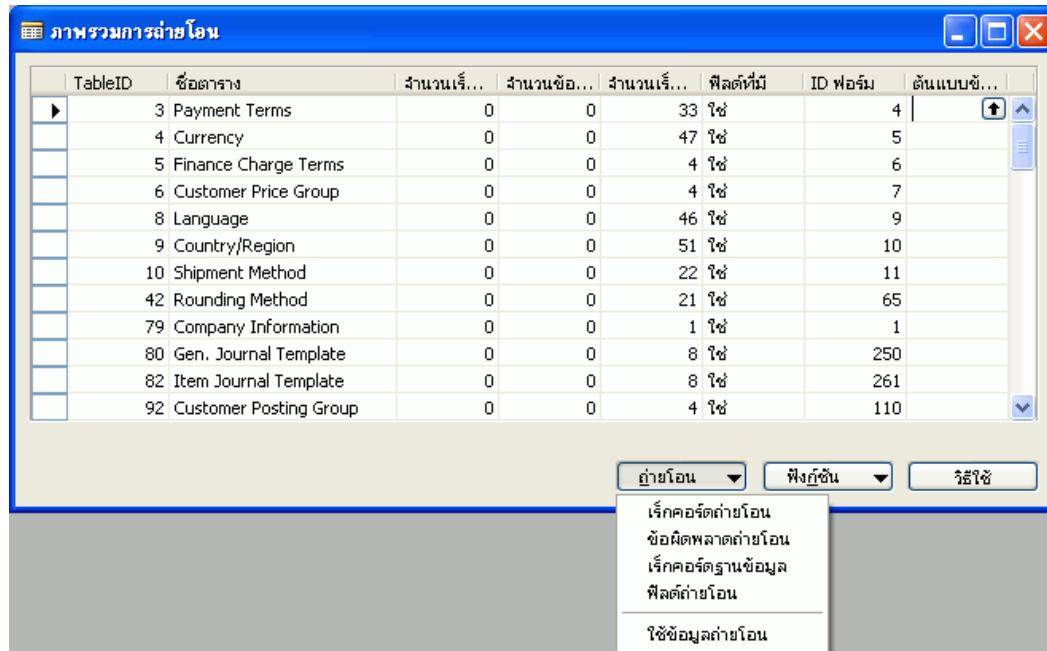 ภาพรวมการถ่ายโอน
TableID ชื่อตาราง จำนวนเร็... จำนวนข้อ... จำนวนเร็... ฟิลด์ที่มี ID ฟอร์ม ต้นแบบข้...
3 Payment Terms 0 0 33 ใช่ 4
4 Currency 0 0 47 ใช่ 5
5 Finance Charge Terms 0 0 4 ใช่ 6
6 Customer Price Group 0 0 4 ใช่ 7
8 Language 0 0 46 ใช่ 9
9 Country/Region 0 0 51 ใช่ 10
10 Shipment Method 0 0 22 ใช่ 11
42 Rounding Method 0 0 21 ใช่ 65
79 Company Information 0 0 1 ใช่ 1
80 Gen. Journal Template 0 0 8 ใช่ 250
82 Item Journal Template 0 0 8 ใช่ 261
92 Customer Posting Group 0 0 4 ใช่ 110
ถ่ายโอน ฟังก์ชัน วิธีใช้
เร็กคอร์ดถ่ายโอน
ข้อผิดพลาดถ่ายโอน
เร็กคอร์ดฐานข้อมูล
ฟิลด์ถ่ายโอน
ใช้ข้อมูลถ่ายโอน